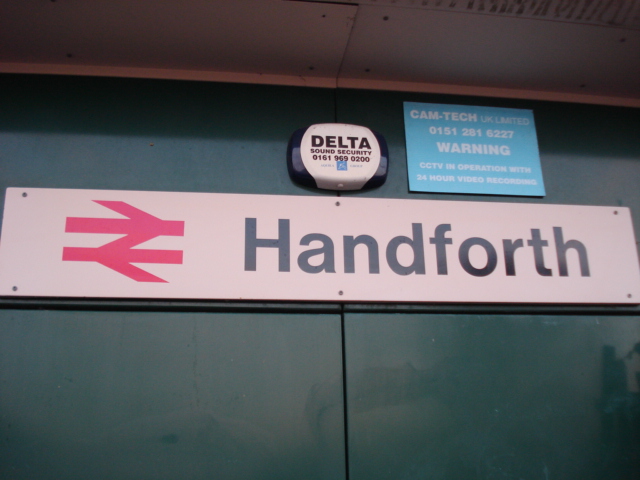 DELTA
SOUND SECURITY
0161 969 0200
CAM-TECH UK LIMITED
0151 281 6227
WARNING
CCTV IN OPERATION WITH
24 HOUR VIDEO RECORDING
Handforth